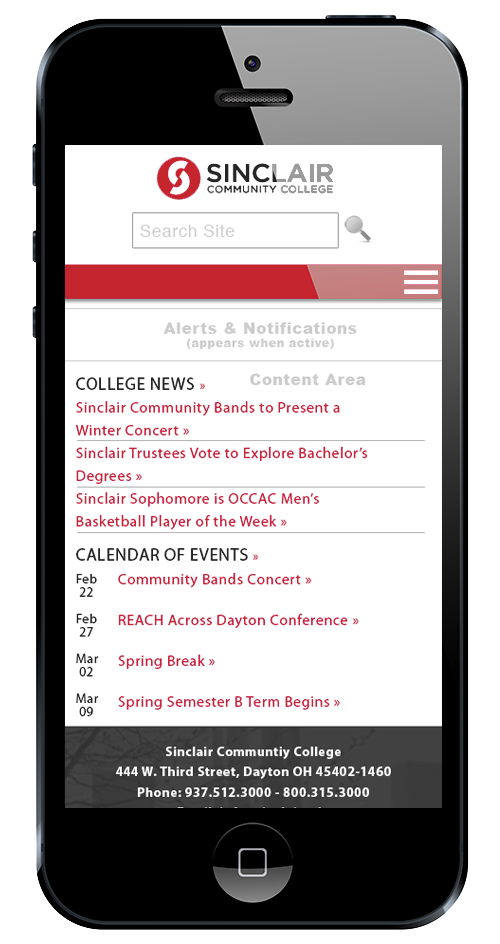 SINCLAIR
COMMUNITY COLLEGE
Search Site
Alerts & Notifications
(appears when active)
Content Area
COLLEGE NEWS »
Sinclair Community Bands to Present a
Winter Concert »
Sinclair Trustees Vote to Explore Bachelor's
Degrees »
Sinclair Sophomore is OCCAC Men's
Basketball Player of the Week »
CALENDAR OF EVENTS »
Feb
22
Community Bands Concert »
Feb
27
REACH Across Dayton Conference »
Mar
02
Spring Break »
Mar
09
Spring Semester B Term Begins »
Sinclair Communtiy College
444 W. Third Street, Dayton OH 45402-1460
Phone: 937.512.3000 - 800.315.3000